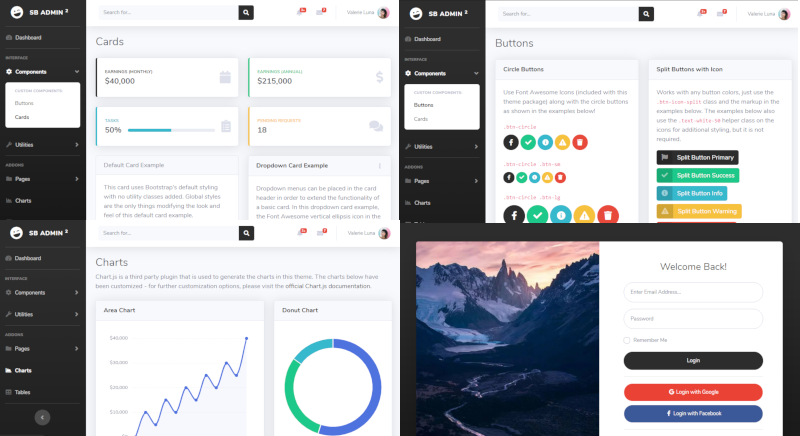 SB ADMIN 2
Search for...
3+
7
Valerie Luna
Dashboard
INTERFACE
Components
CUSTOM COMPONENTS:
Buttons
Cards
Utilities
ADDONS
Pages
Charts
Cards
EARNINGS (MONTHLY)
$40,000
EARNINGS (ANNUAL)
$215,000
TASKS
50%
PENDING REQUESTS
18
Default Card Example
This card uses Bootstrap's default styling
with no utility classes added. Global styles
are the only things modifying the look and
feel of this default card example.
Dropdown Card Example
Dropdown menus can be placed in the card
header in order to extend the functionality of
a basic card. In this dropdown card example,
the Font Awesome vertical ellipsis icon in the
SB ADMIN 2
Search for...
3+
7
Valerie Luna
Dashboard
INTERFACE
Components
CUSTOM COMPONENTS:
Buttons
Cards
Utilities
ADDONS
Pages
Charts
Buttons
Circle Buttons
Use Font Awesome Icons (included with this
theme package) along with the circle buttons
as shown in the examples below!
.btn-circle
.btn-circle .btn-sm
.btn-circle .btn-lg
Split Buttons with Icon
Works with any button colors, just use the
.btn-icon-split class and the markup in the
examples below. The examples below also
use the .text-white-50 helper class on the
icons for additional styling, but it is not
required.
Split Button Primary
Split Button Success
Split Button Info
Split Button Warning
SB ADMIN 2
Search for...
3+
7
Valerie Luna
Dashboard
INTERFACE
Components
Utilities
ADDONS
Pages
Charts
Tables
Charts
Chart.js is a third party plugin that is used to generate the charts in this theme. The charts below have
been customized - for further customization options, please visit the official Chart.js documentation.
Area Chart
$40,000
$30,000
$20,000
$10,000
$0
Donut Chart
Welcome Back!
Enter Email Address...
Password
Remember Me
Login
Login with Google
Login with Facebook